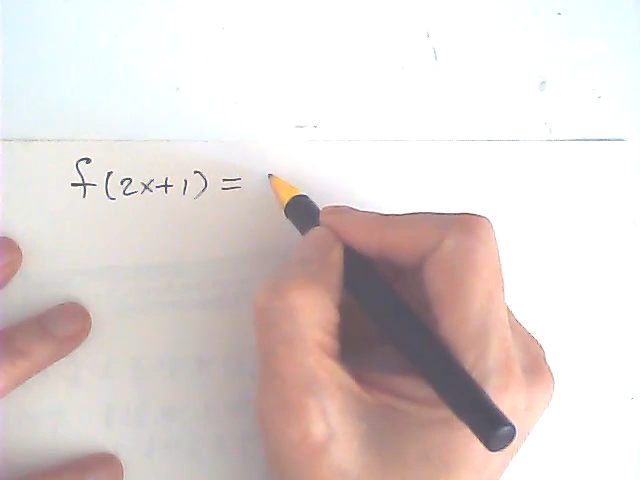 f(2x+1) =